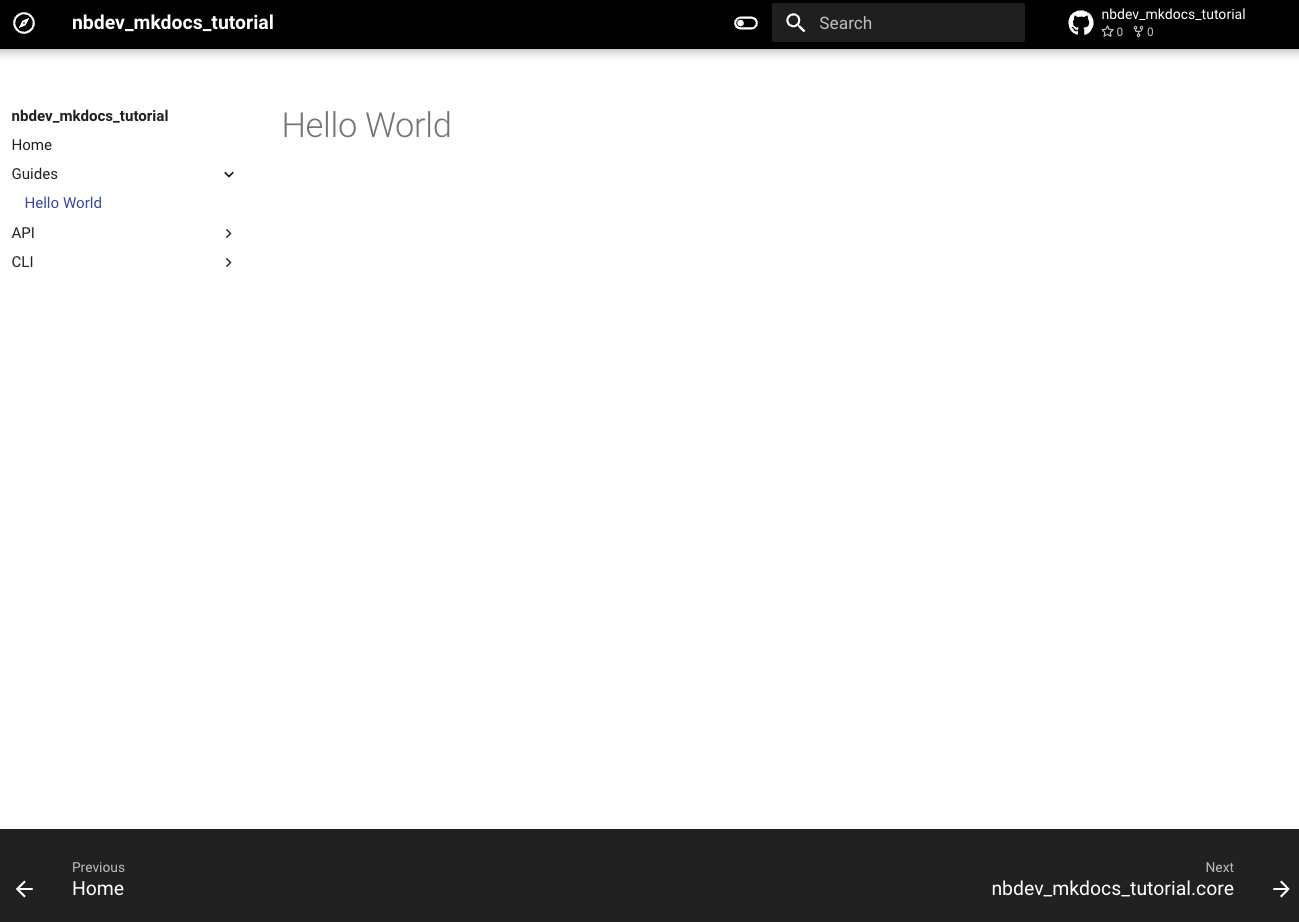 nbdev_mkdocs_tutorial
Search
nbdev_mkdocs_tutorial
0 0
nbdev_mkdocs_tutorial
Home
Guides
Hello World
API
CLI
Hello World
Previous
Home
Next
nbdev_mkdocs_tutorial.core